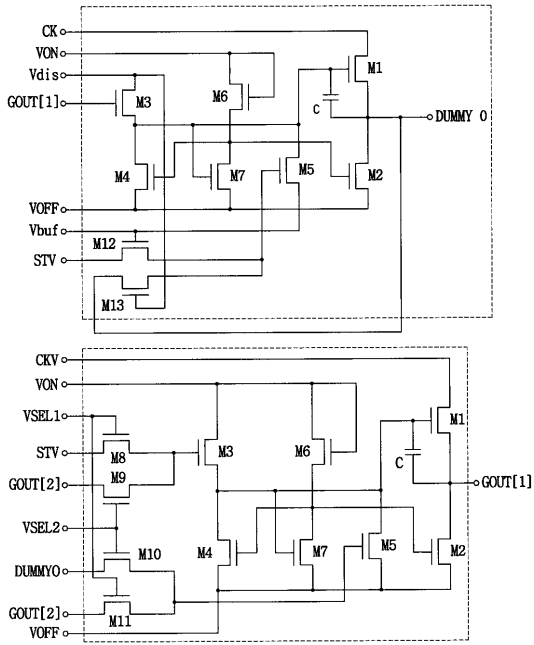 CK
VON
Vdis
GOUT[1]
M3
M6
M1
C
DUMMY 0
M4
M7
M5
M2
VOFF
Vbuf
M12
STV
M13
CKV
VON
VSEL1
M1
M8
M3
M6
STV
M9
C
GOUT[2]
GOUT[1]
VSEL2
M10
M4
M7
M5
M2
DUMMYO
GOUT[2]
M11
VOFF